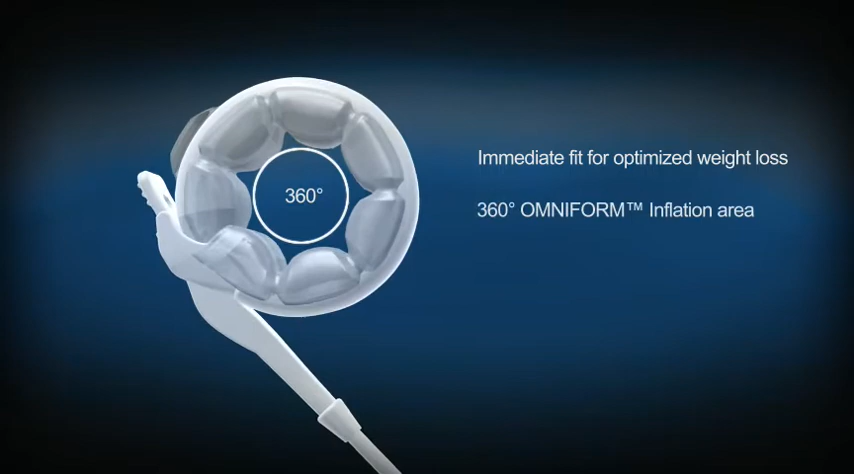 360°
Immediate fit for optimized weight loss
360° OMNIFORM™ Inflation area